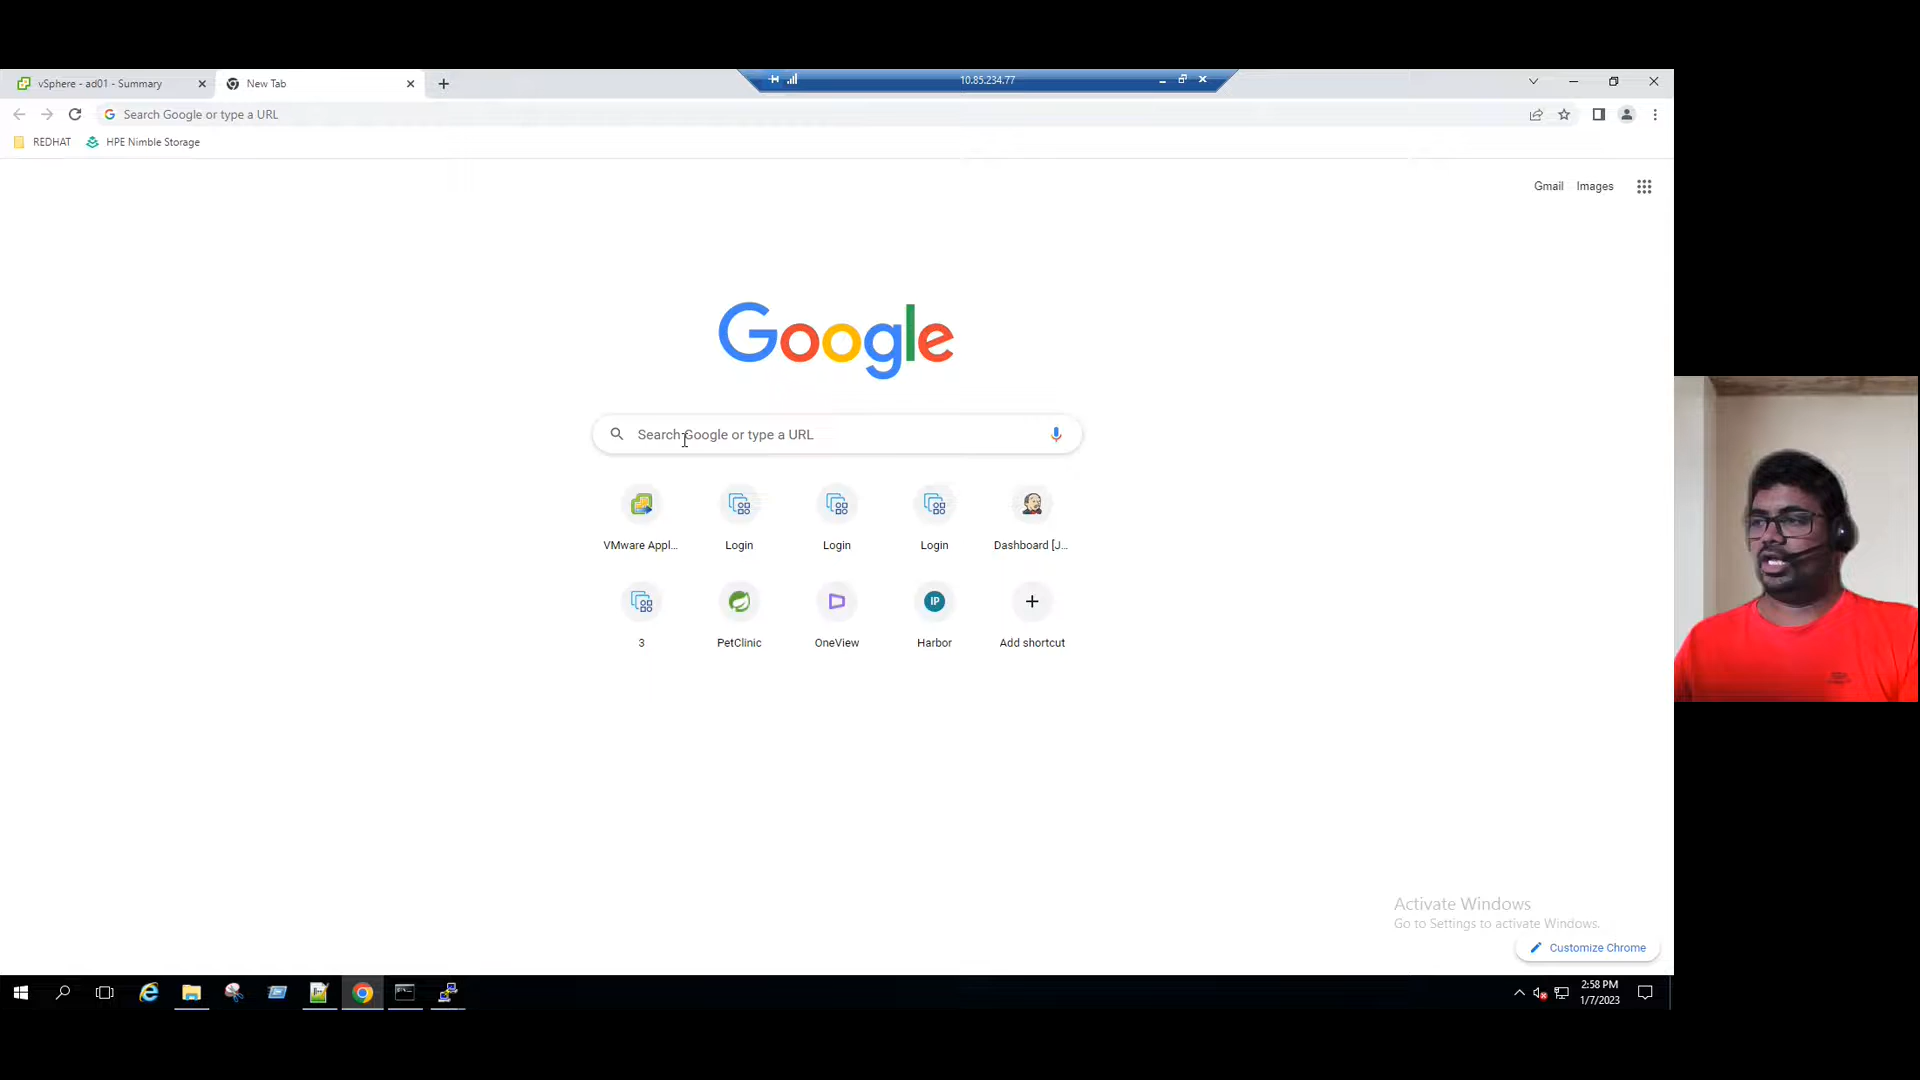 vSphere - ad01 - Summary
New Tab
10.85.234.77
Search Google or type a URL
REDHAT
HPE Nimble Storage
Gmail Images
Google
Search Google or type a URL
VMware Appl...
Login
Login
Login
Dashboard [J...
IP
3
PetClinic
OneView
Harbor
Add shortcut
Activate Windows
Go to Settings to activate Windows.
Customize Chrome
2:58 PM
1/7/2023